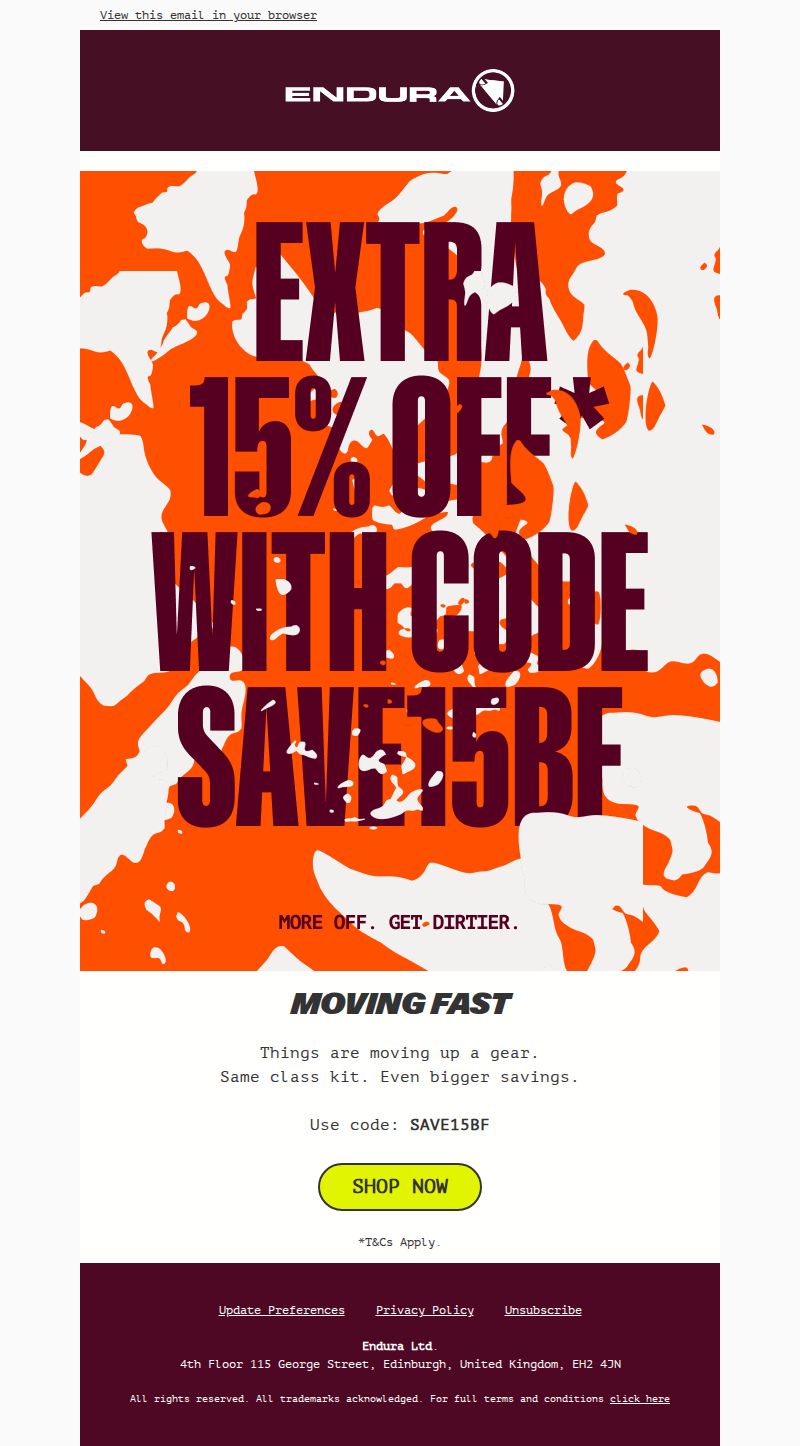 View this email in your browser
ENDURA
EXTRA
15% OFF*
WITH CODE
SAVE15BF
MORE OFF. GET DIRTIER.
MOVING FAST
Things are moving up a gear.
Same class kit. Even bigger savings.
Use code: SAVE15BF
SHOP NOW
*T&Cs Apply.
Update Preferences Privacy Policy Unsubscribe
Endura Ltd.
4th Floor 115 George Street, Edinburgh, United Kingdom, EH2 4JN
All rights reserved. All trademarks acknowledged. For full terms and conditions click here